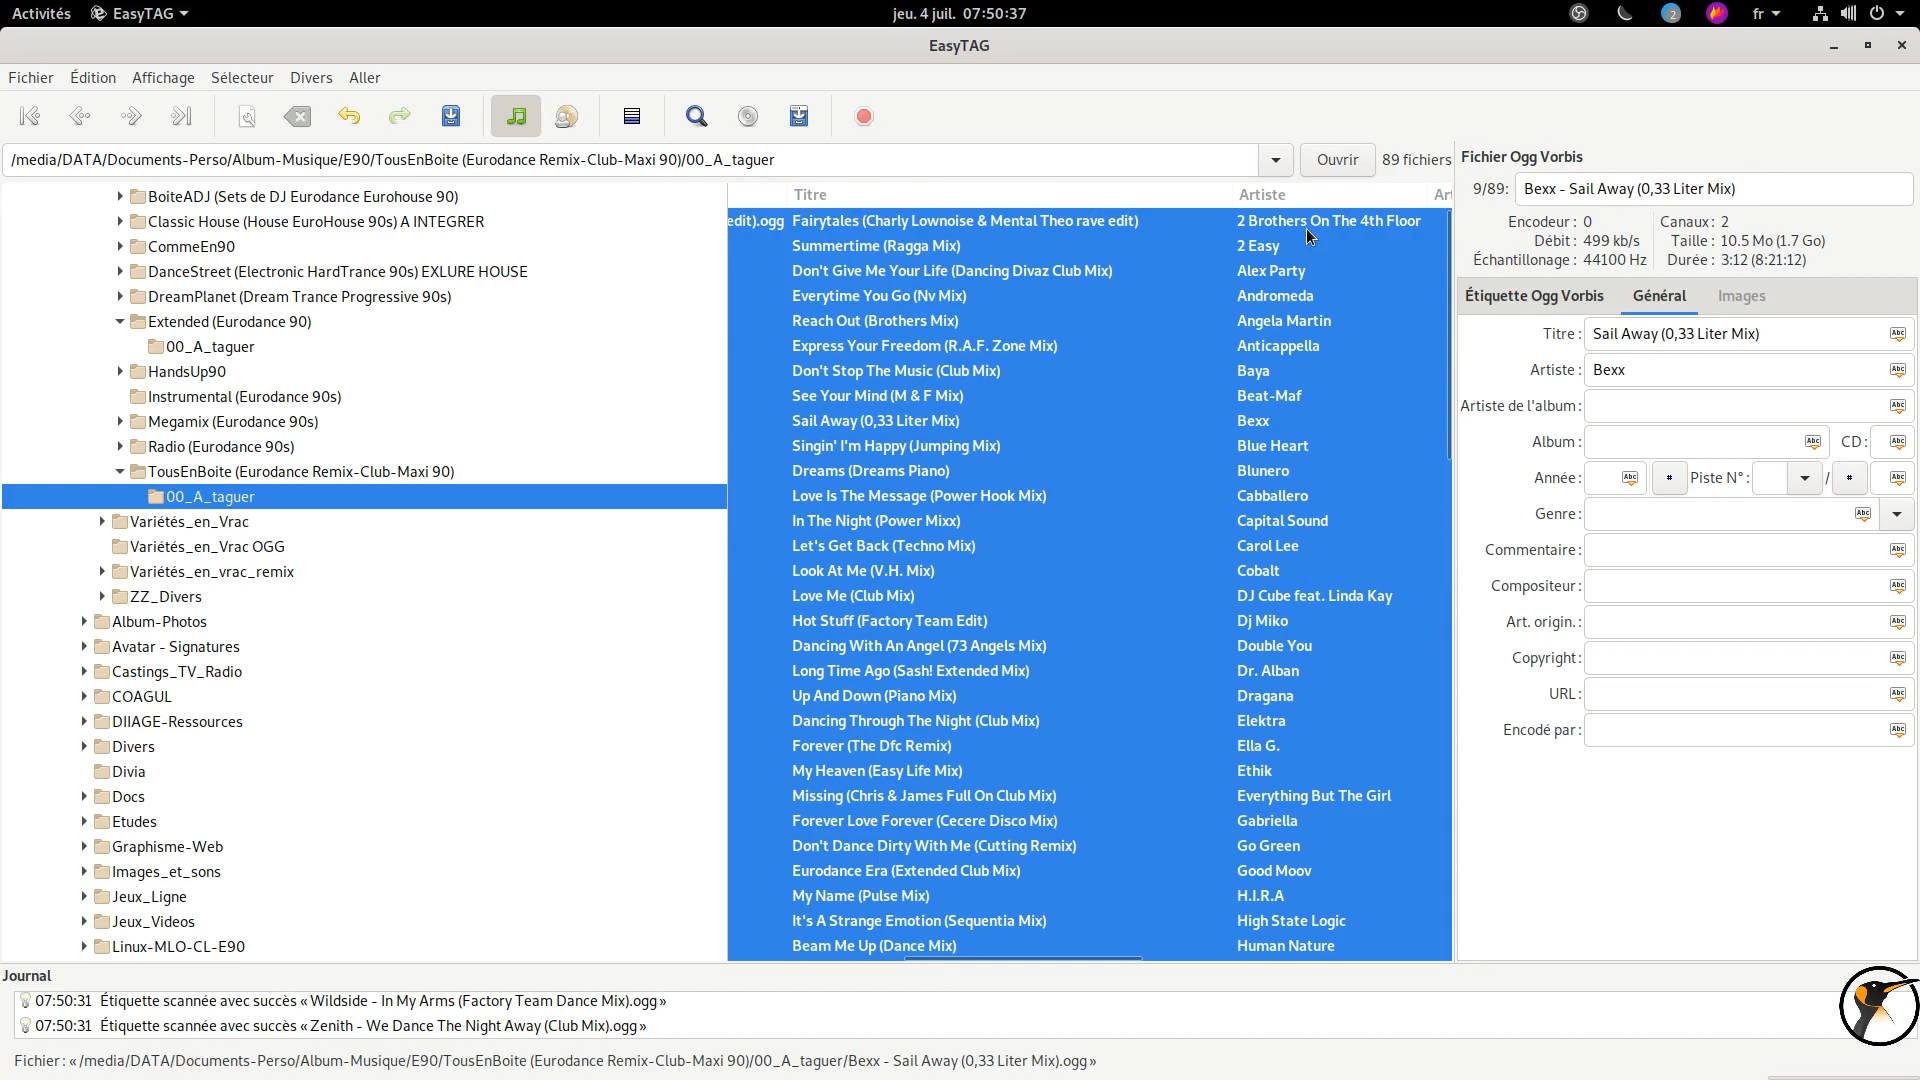 Activités
EasyTAG
jeu. 4 juil. 07:50:37
2
fr
EasyTAG
Fichier
Édition
Affichage
Sélecteur
Divers
Aller
/media/DATA/Documents-Perso/Album-Musique/E90/TousEnBoite (Eurodance Remix-Club-Maxi 90)/00_A_taguer
Ouvrir
89 fichiers
BoiteADJ (Sets de DJ Eurodance Eurohouse 90)
Classic House (House EuroHouse 90s) A INTEGRER
CommeEn90
DanceStreet (Electronic HardTrance 90s) EXLURE HOUSE
DreamPlanet (Dream Trance Progressive 90s)
Extended (Eurodance 90)
00_A_taguer
HandsUp90
Instrumental (Eurodance 90s)
Megamix (Eurodance 90s)
Radio (Eurodance 90s)
TousEnBoite (Eurodance Remix-Club-Maxi 90)
00_A_taguer
Variétés_en_Vrac
Variétés_en_Vrac OGG
Variétés_en_vrac_remix
ZZ_Divers
Album-Photos
Avatar - Signatures
Castings_TV_Radio
COAGUL
DIIAGE-Ressources
Divers
Divia
Docs
Etudes
Graphisme-Web
Images_et_sons
Jeux_Ligne
Jeux_Videos
Linux-MLO-CL-E90
Titre Artiste Art
edit).ogg Fairytales (Charly Lownoise & Mental Theo rave edit) 2 Brothers On The 4th Floor
Summertime (Ragga Mix) 2 Easy
Don't Give Me Your Life (Dancing Divaz Club Mix) Alex Party
Everytime You Go (Nv Mix) Andromeda
Reach Out (Brothers Mix) Angela Martin
Express Your Freedom (R.A.F. Zone Mix) Anticappella
Don't Stop The Music (Club Mix) Baya
See Your Mind (M & F Mix) Beat-Maf
Sail Away (0,33 Liter Mix) Bexx
Singin' I'm Happy (Jumping Mix) Blue Heart
Dreams (Dreams Piano) Blunero
Love Is The Message (Power Hook Mix) Cabballero
In The Night (Power Mixx) Capital Sound
Let's Get Back (Techno Mix) Carol Lee
Look At Me (V.H. Mix) Cobalt
Love Me (Club Mix) DJ Cube feat. Linda Kay
Hot Stuff (Factory Team Edit) Dj Miko
Dancing With An Angel (73 Angels Mix) Double You
Long Time Ago (Sash! Extended Mix) Dr. Alban
Up And Down (Piano Mix) Dragana
Dancing Through The Night (Club Mix) Elektra
Forever (The Dfc Remix) Ella G.
My Heaven (Easy Life Mix) Ethik
Missing (Chris & James Full On Club Mix) Everything But The Girl
Forever Love Forever (Cecere Disco Mix) Gabriella
Don't Dance Dirty With Me (Cutting Remix) Go Green
Eurodance Era (Extended Club Mix) Good Moov
My Name (Pulse Mix) H.I.R.A
It's A Strange Emotion (Sequentia Mix) High State Logic
Beam Me Up (Dance Mix) Human Nature
Fichier Ogg Vorbis
9/89: Bexx - Sail Away (0,33 Liter Mix)
Encodeur : 0 Canaux : 2
Débit : 499 kb/s Taille : 10.5 Mo (1.7 Go)
Échantillonage : 44100 Hz Durée : 3:12 (8:21:12)
Étiquette Ogg Vorbis Général Images
Titre : Sail Away (0,33 Liter Mix)
Artiste : Bexx
Artiste de l'album :
Album : CD :
Année : # Piste N° : / #
Genre :
Commentaire :
Compositeur :
Art. origin. :
Copyright :
URL :
Encodé par :
Journal
07:50:31 Étiquette scannée avec succès « Wildside - In My Arms (Factory Team Dance Mix).ogg »
07:50:31 Étiquette scannée avec succès « Zenith - We Dance The Night Away (Club Mix).ogg »
Fichier : « /media/DATA/Documents-Perso/Album-Musique/E90/TousEnBoite (Eurodance Remix-Club-Maxi 90)/00_A_taguer/Bexx - Sail Away (0,33 Liter Mix).ogg »